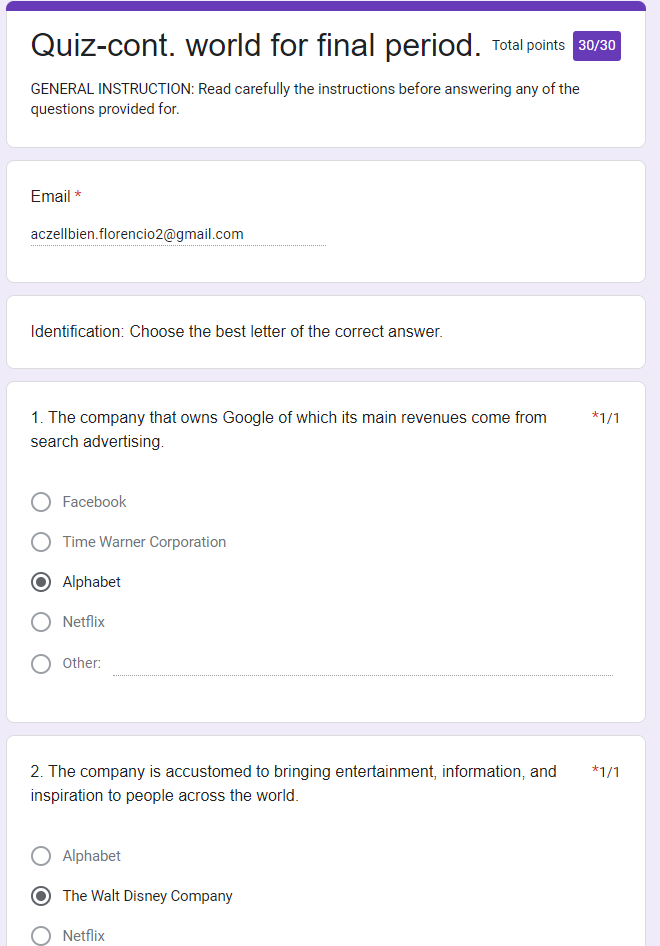 Quiz-cont. world for final period. Total points 30/30
GENERAL INSTRUCTION: Read carefully the instructions before answering any of the
questions provided for.
Email *
aczellbien.florencio2@gmail.com
Identification: Choose the best letter of the correct answer.
1. The company that owns Google of which its main revenues come from *1/1
search advertising.
Facebook
Time Warner Corporation
Alphabet
Netflix
Other:
2. The company is accustomed to bringing entertainment, information, and *1/1
inspiration to people across the world.
Alphabet
The Walt Disney Company
Netflix